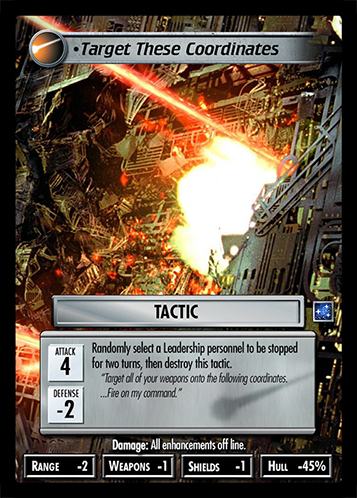 •Target These Coordinates
TACTIC
ATTACK
4
DEFENSE
-2
Randomly select a Leadership personnel to be stopped
for two turns, then destroy this tactic.
"Target all of your weapons onto the following coordinates.
...Fire on my command."
Damage: All enhancements off line.
RANGE -2 WEAPONS -1 SHIELDS -1 HULL -45%